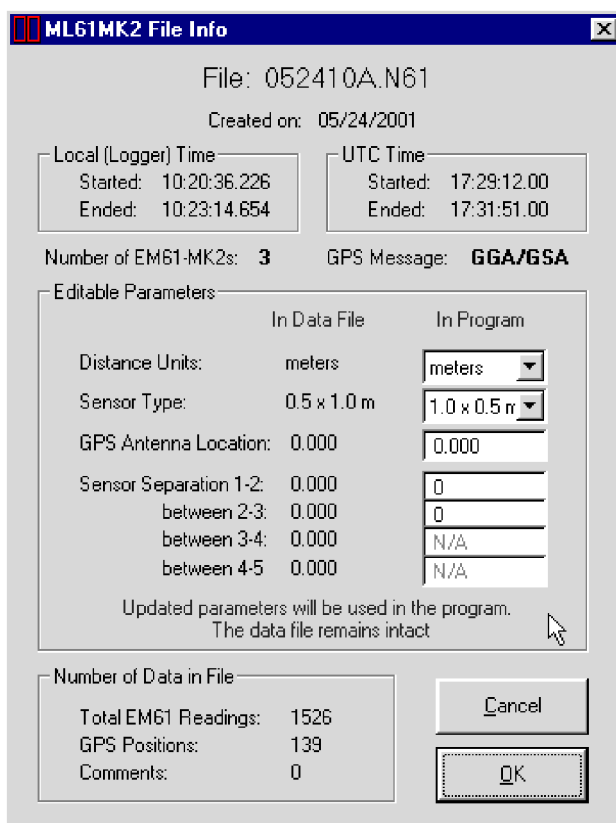 ML61MK2 File Info
File: 052410A.N61
Created on: 05/24/2001
Local (Logger) Time
Started: 10:20:36.226
Ended: 10:23:14.654
UTC Time
Started: 17:29:12.00
Ended: 17:31:51.00
Number of EM61-MK2s: 3 GPS Message: GGA/GSA
Editable Parameters
In Data File In Program
Distance Units: meters meters
Sensor Type: 0.5 x 1.0 m 1.0 x 0.5 m
GPS Antenna Location: 0.000 0.000
Sensor Separation 1-2: 0.000 0
between 2-3: 0.000 0
between 3-4: 0.000 N/A
between 4-5 0.000 N/A
Updated parameters will be used in the program.
The data file remains intact
Number of Data in File
Total EM61 Readings: 1526
GPS Positions: 139
Comments: 0
Cancel
OK